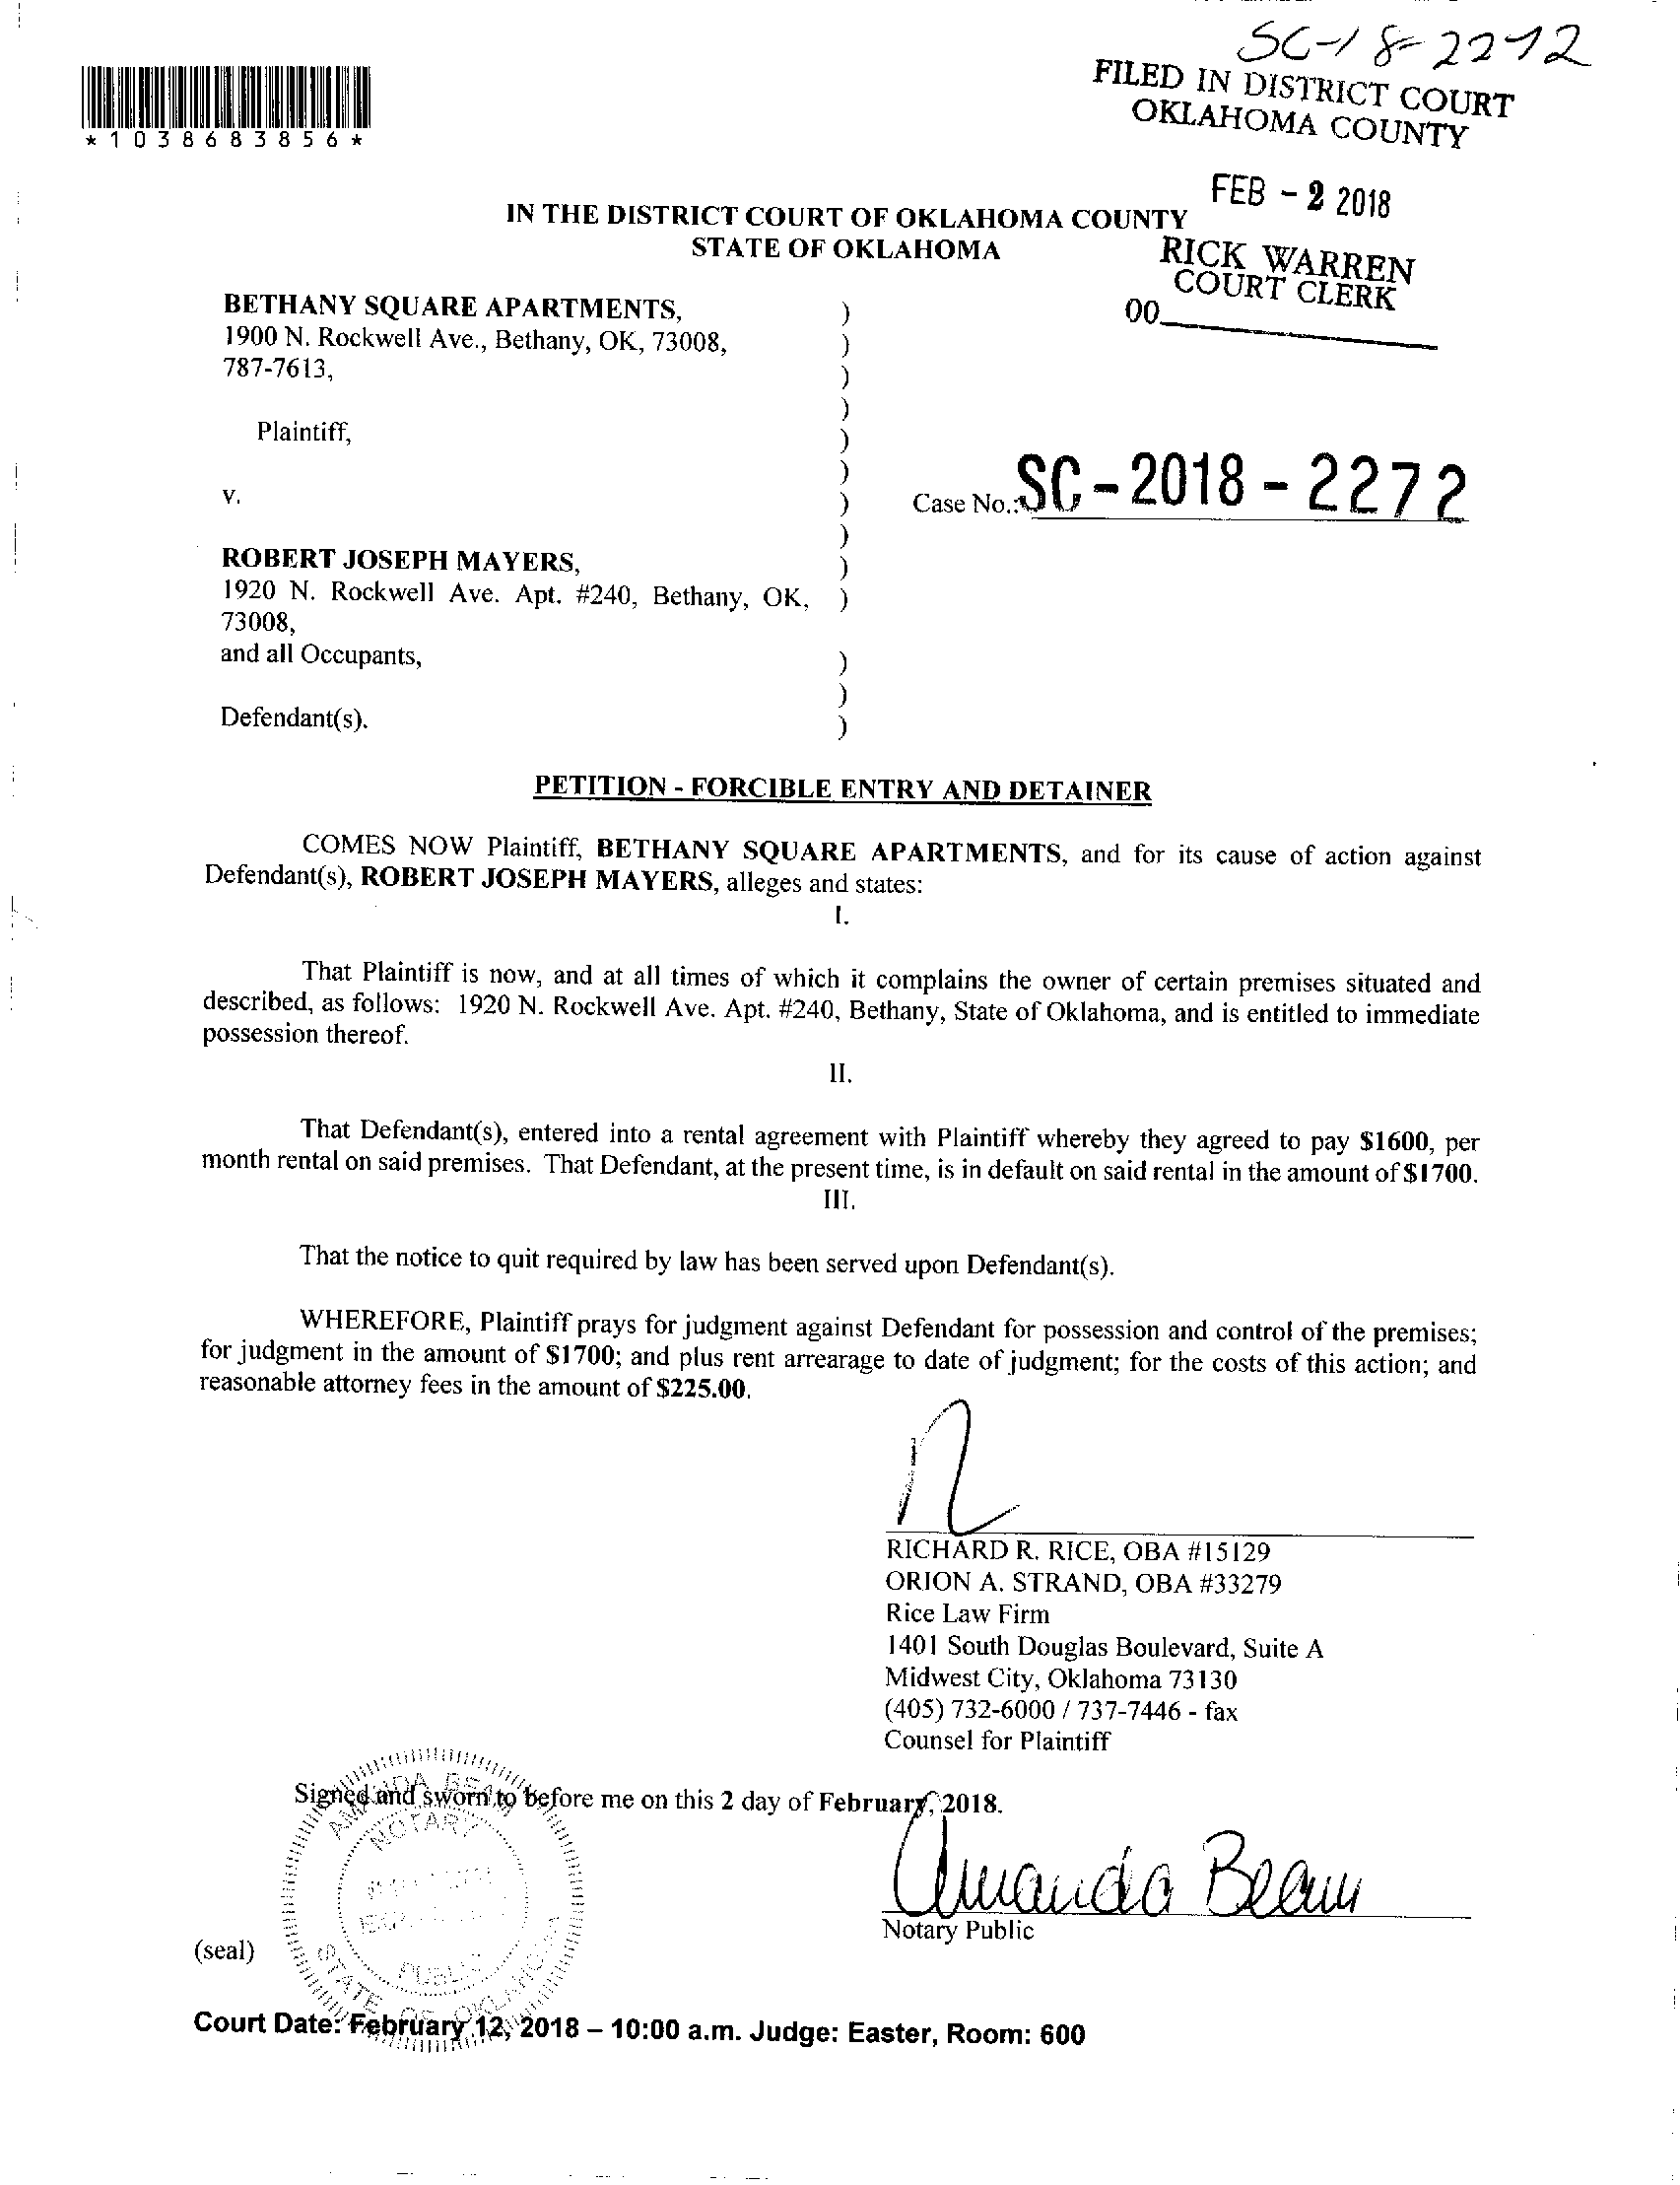 SC-18-2272
FILED IN DISTRICT COURT
OKLAHOMA COUNTY
*1038683856*
FEB - 2 2018
IN THE DISTRICT COURT OF OKLAHOMA COUNTY
STATE OF OKLAHOMA
RICK WARREN
COURT CLERK
00
BETHANY SQUARE APARTMENTS, )
1900 N. Rockwell Ave., Bethany, OK, 73008, )
787-7613, )
)
Plaintiff, )
)
v. )
Case No.: SC-2018-2272
)
ROBERT JOSEPH MAYERS, )
1920 N. Rockwell Ave. Apt. #240, Bethany, OK, )
73008,
and all Occupants, )
)
Defendant(s). )
PETITION - FORCIBLE ENTRY AND DETAINER
COMES NOW Plaintiff, BETHANY SQUARE APARTMENTS, and for its cause of action against
Defendant(s), ROBERT JOSEPH MAYERS, alleges and states:
I.
That Plaintiff is now, and at all times of which it complains the owner of certain premises situated and
described, as follows: 1920 N. Rockwell Ave. Apt. #240, Bethany, State of Oklahoma, and is entitled to immediate
possession thereof.
II.
That Defendant(s), entered into a rental agreement with Plaintiff whereby they agreed to pay $1600, per
month rental on said premises. That Defendant, at the present time, is in default on said rental in the amount of $1700.
III.
That the notice to quit required by law has been served upon Defendant(s).
WHEREFORE, Plaintiff prays for judgment against Defendant for possession and control of the premises;
for judgment in the amount of $1700; and plus rent arrearage to date of judgment; for the costs of this action; and
reasonable attorney fees in the amount of $225.00.
RICHARD R. RICE, OBA #15129
ORION A. STRAND, OBA #33279
Rice Law Firm
1401 South Douglas Boulevard, Suite A
Midwest City, Oklahoma 73130
(405) 732-6000 / 737-7446 - fax
Counsel for Plaintiff
Signed and sworn to before me on this 2 day of February, 2018.
AMANDA BEAM
NOTARY
PUBLIC
STATE OF OKLAHOMA
Amanda Beam
Notary Public
(seal)
Court Date: February 12, 2018 – 10:00 a.m. Judge: Easter, Room: 600